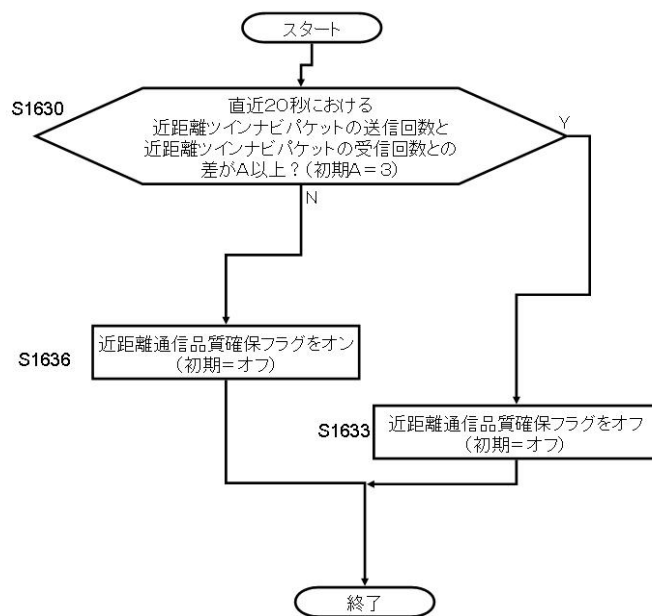 スタート
S1630
直近20秒における
近距離ツインナビパケットの送信回数と
近距離ツインナビパケットの受信回数との
差がA以上？(初期A＝3)
Y
N
S1636
近距離通信品質確保フラグをオン
(初期＝オフ)
S1633
近距離通信品質確保フラグをオフ
(初期＝オフ)
終了